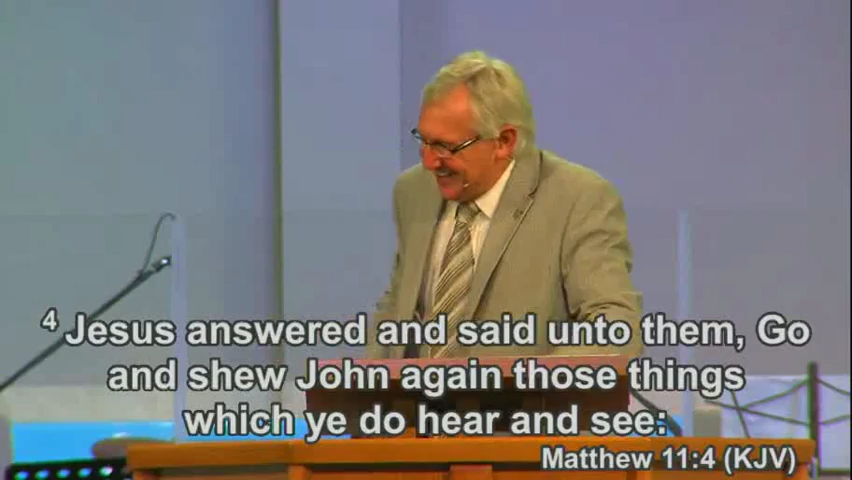 4 Jesus answered and said unto them, Go
and shew John again those things
which ye do hear and see:
Matthew 11:4 (KJV)